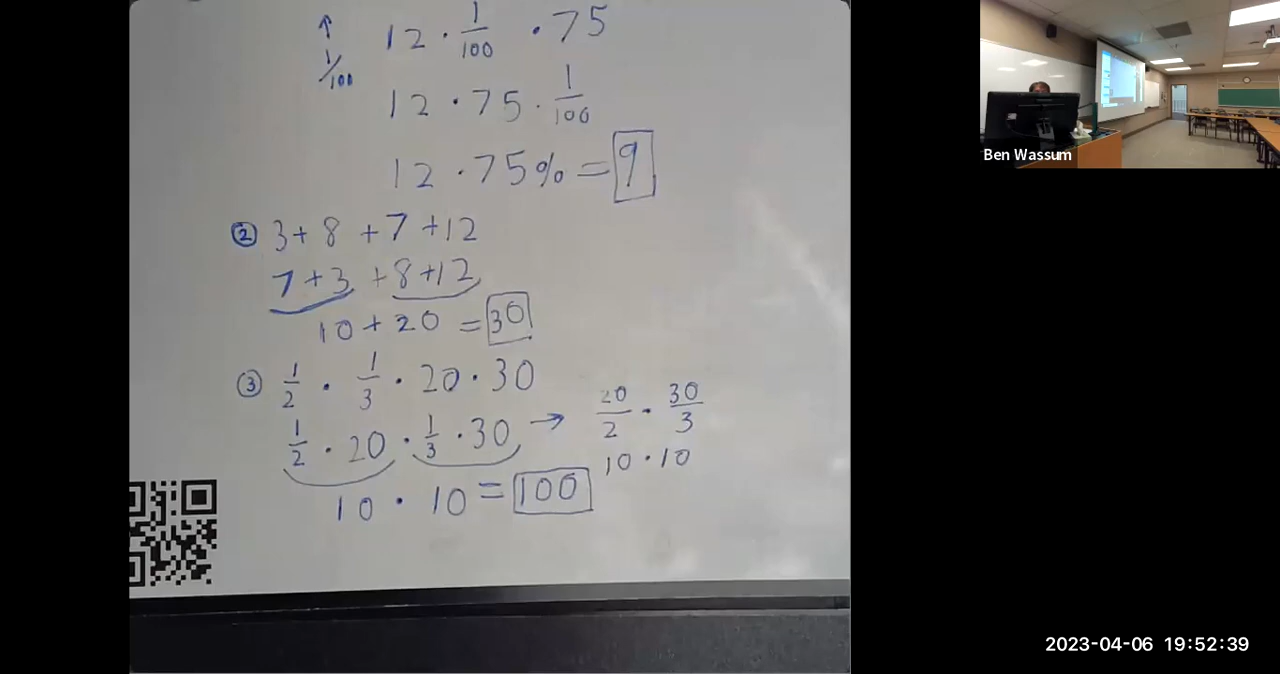 ↑ 12 · 1/100 · 75
1/100
12 · 75 · 1/100
12 · 75% = 9
② 3 + 8 + 7 + 12
7 + 3 + 8 + 12
10 + 20 = 30
③ 1/2 · 1/3 · 20 · 30
1/2 · 20 · 1/3 · 30 → 20/2 · 30/3
10 · 10
10 · 10 = 100
Ben Wassum
2023-04-06 19:52:39